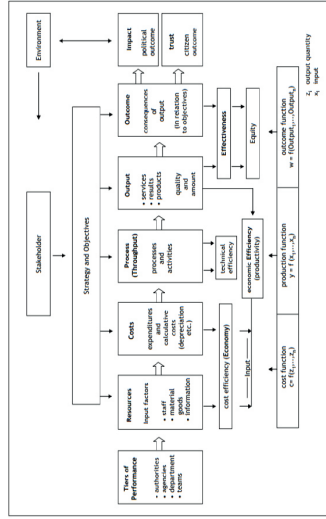 Stakeholder
Environment
Strategy and Objectives
Tiers of
Performance
• authorities
• agencies
• department
• teams
Resources
Input factors
• staff
• material
goods
• information
Costs
expenditures
and
calculative
costs
(depreciation
etc.)
Process
(Throughput)
processes
and
activities
Output
• services
• results
• products
quality
and
amount
Outcome
consequences
of
output
(in relation
to objectives)
Impact
political
outcome
trust
citizen
outcome
cost efficiency (Economy)
technical
efficiency
Effectiveness
Input
economic Efficiency
(productivity)
Equity
cost function
production function
outcome function
w = f(Output₁,...,Outputₙ)
output quantity
input